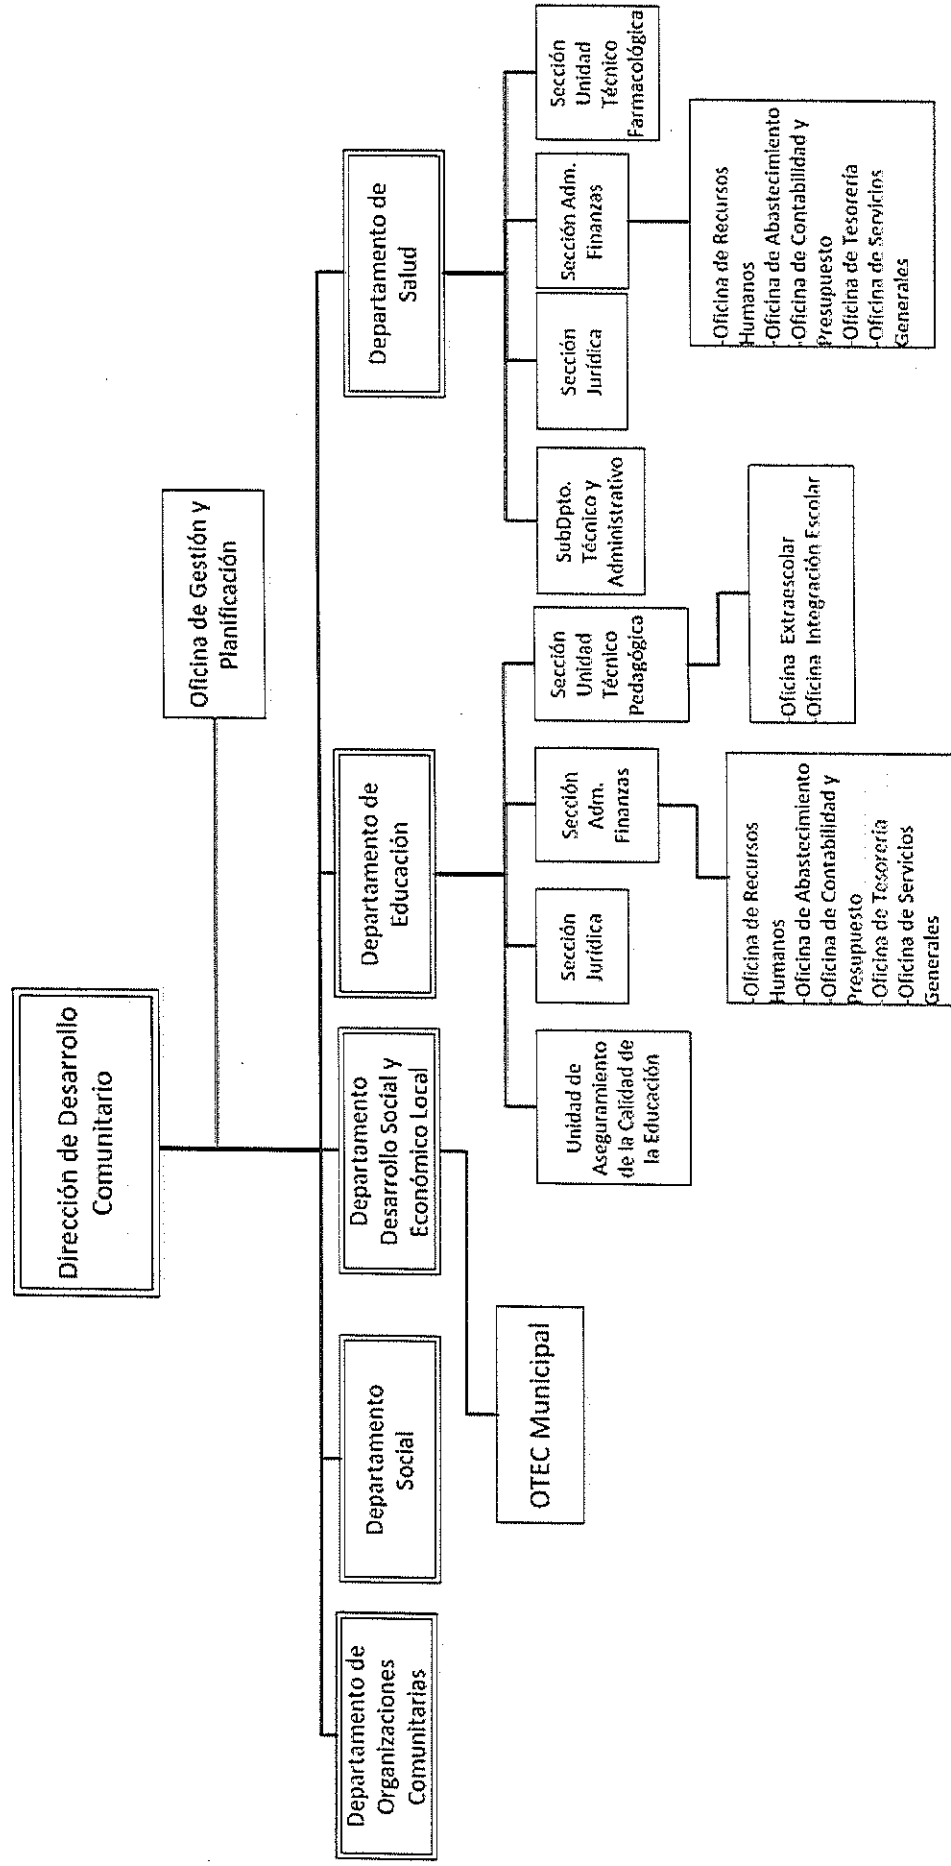 Dirección de Desarrollo
Comunitario
Oficina de Gestión y
Planificación
Departamento de
Organizaciones
Comunitarias
Departamento
Social
Departamento
Desarrollo Social y
Económico Local
Departamento de
Educación
Departamento de
Salud
OTEC Municipal
Unidad de
Aseguramiento
de la Calidad de
la Educación
Sección
Jurídica
Sección
Adm.
Finanzas
Sección
Unidad
Técnico
Pedagógica
SubDpto.
Técnico y
Administrativo
Sección
Jurídica
Sección Adm.
Finanzas
Sección
Unidad
Técnico
Farmacológica
-Oficina de Recursos
Humanos
-Oficina de Abastecimiento
-Oficina de Contabilidad y
Presupuesto
-Oficina de Tesorería
-Oficina de Servicios
Generales
-Oficina Extraescolar
-Oficina Integración Escolar
-Oficina de Recursos
Humanos
-Oficina de Abastecimiento
-Oficina de Contabilidad y
Presupuesto
-Oficina de Tesorería
-Oficina de Servicios
Generales